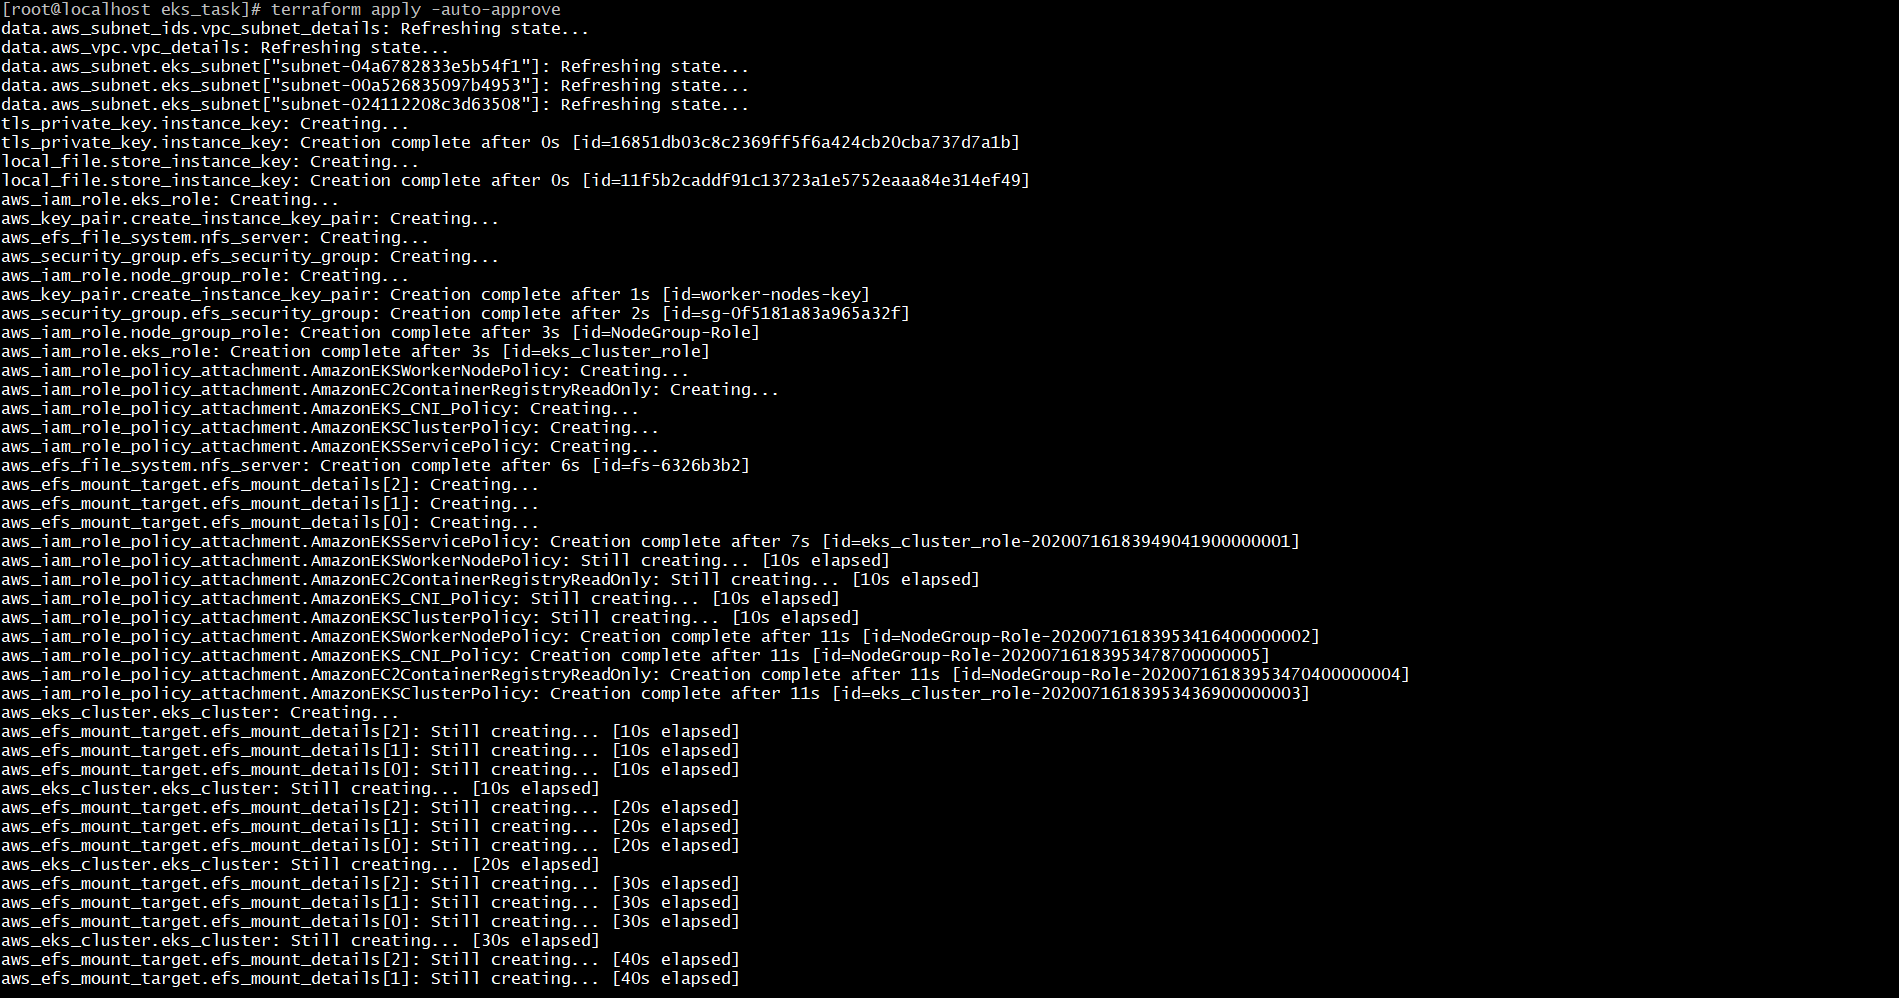 [root@localhost eks_task]# terraform apply -auto-approve
data.aws_subnet_ids.vpc_subnet_details: Refreshing state...
data.aws_vpc.vpc_details: Refreshing state...
data.aws_subnet.eks_subnet["subnet-04a6782833e5b54f1"]: Refreshing state...
data.aws_subnet.eks_subnet["subnet-00a526835097b4953"]: Refreshing state...
data.aws_subnet.eks_subnet["subnet-024112208c3d63508"]: Refreshing state...
tls_private_key.instance_key: Creating...
tls_private_key.instance_key: Creation complete after 0s [id=16851db03c8c2369ff5f6a424cb20cba737d7a1b]
local_file.store_instance_key: Creating...
local_file.store_instance_key: Creation complete after 0s [id=11f5b2caddf91c13723a1e5752eaaa84e314ef49]
aws_iam_role.eks_role: Creating...
aws_key_pair.create_instance_key_pair: Creating...
aws_efs_file_system.nfs_server: Creating...
aws_security_group.efs_security_group: Creating...
aws_iam_role.node_group_role: Creating...
aws_key_pair.create_instance_key_pair: Creation complete after 1s [id=worker-nodes-key]
aws_security_group.efs_security_group: Creation complete after 2s [id=sg-0f5181a83a965a32f]
aws_iam_role.node_group_role: Creation complete after 3s [id=NodeGroup-Role]
aws_iam_role.eks_role: Creation complete after 3s [id=eks_cluster_role]
aws_iam_role_policy_attachment.AmazonEKSWorkerNodePolicy: Creating...
aws_iam_role_policy_attachment.AmazonEC2ContainerRegistryReadOnly: Creating...
aws_iam_role_policy_attachment.AmazonEKS_CNI_Policy: Creating...
aws_iam_role_policy_attachment.AmazonEKSClusterPolicy: Creating...
aws_iam_role_policy_attachment.AmazonEKSServicePolicy: Creating...
aws_efs_file_system.nfs_server: Creation complete after 6s [id=fs-6326b3b2]
aws_efs_mount_target.efs_mount_details[2]: Creating...
aws_efs_mount_target.efs_mount_details[1]: Creating...
aws_efs_mount_target.efs_mount_details[0]: Creating...
aws_iam_role_policy_attachment.AmazonEKSServicePolicy: Creation complete after 7s [id=eks_cluster_role-20200716183949041900000001]
aws_iam_role_policy_attachment.AmazonEKSWorkerNodePolicy: Still creating... [10s elapsed]
aws_iam_role_policy_attachment.AmazonEC2ContainerRegistryReadOnly: Still creating... [10s elapsed]
aws_iam_role_policy_attachment.AmazonEKS_CNI_Policy: Still creating... [10s elapsed]
aws_iam_role_policy_attachment.AmazonEKSClusterPolicy: Still creating... [10s elapsed]
aws_iam_role_policy_attachment.AmazonEKSWorkerNodePolicy: Creation complete after 11s [id=NodeGroup-Role-20200716183953416400000002]
aws_iam_role_policy_attachment.AmazonEKS_CNI_Policy: Creation complete after 11s [id=NodeGroup-Role-20200716183953478700000005]
aws_iam_role_policy_attachment.AmazonEC2ContainerRegistryReadOnly: Creation complete after 11s [id=NodeGroup-Role-20200716183953470400000004]
aws_iam_role_policy_attachment.AmazonEKSClusterPolicy: Creation complete after 11s [id=eks_cluster_role-20200716183953436900000003]
aws_eks_cluster.eks_cluster: Creating...
aws_efs_mount_target.efs_mount_details[2]: Still creating... [10s elapsed]
aws_efs_mount_target.efs_mount_details[1]: Still creating... [10s elapsed]
aws_efs_mount_target.efs_mount_details[0]: Still creating... [10s elapsed]
aws_eks_cluster.eks_cluster: Still creating... [10s elapsed]
aws_efs_mount_target.efs_mount_details[2]: Still creating... [20s elapsed]
aws_efs_mount_target.efs_mount_details[1]: Still creating... [20s elapsed]
aws_efs_mount_target.efs_mount_details[0]: Still creating... [20s elapsed]
aws_eks_cluster.eks_cluster: Still creating... [20s elapsed]
aws_efs_mount_target.efs_mount_details[2]: Still creating... [30s elapsed]
aws_efs_mount_target.efs_mount_details[1]: Still creating... [30s elapsed]
aws_efs_mount_target.efs_mount_details[0]: Still creating... [30s elapsed]
aws_eks_cluster.eks_cluster: Still creating... [30s elapsed]
aws_efs_mount_target.efs_mount_details[2]: Still creating... [40s elapsed]
aws_efs_mount_target.efs_mount_details[1]: Still creating... [40s elapsed]